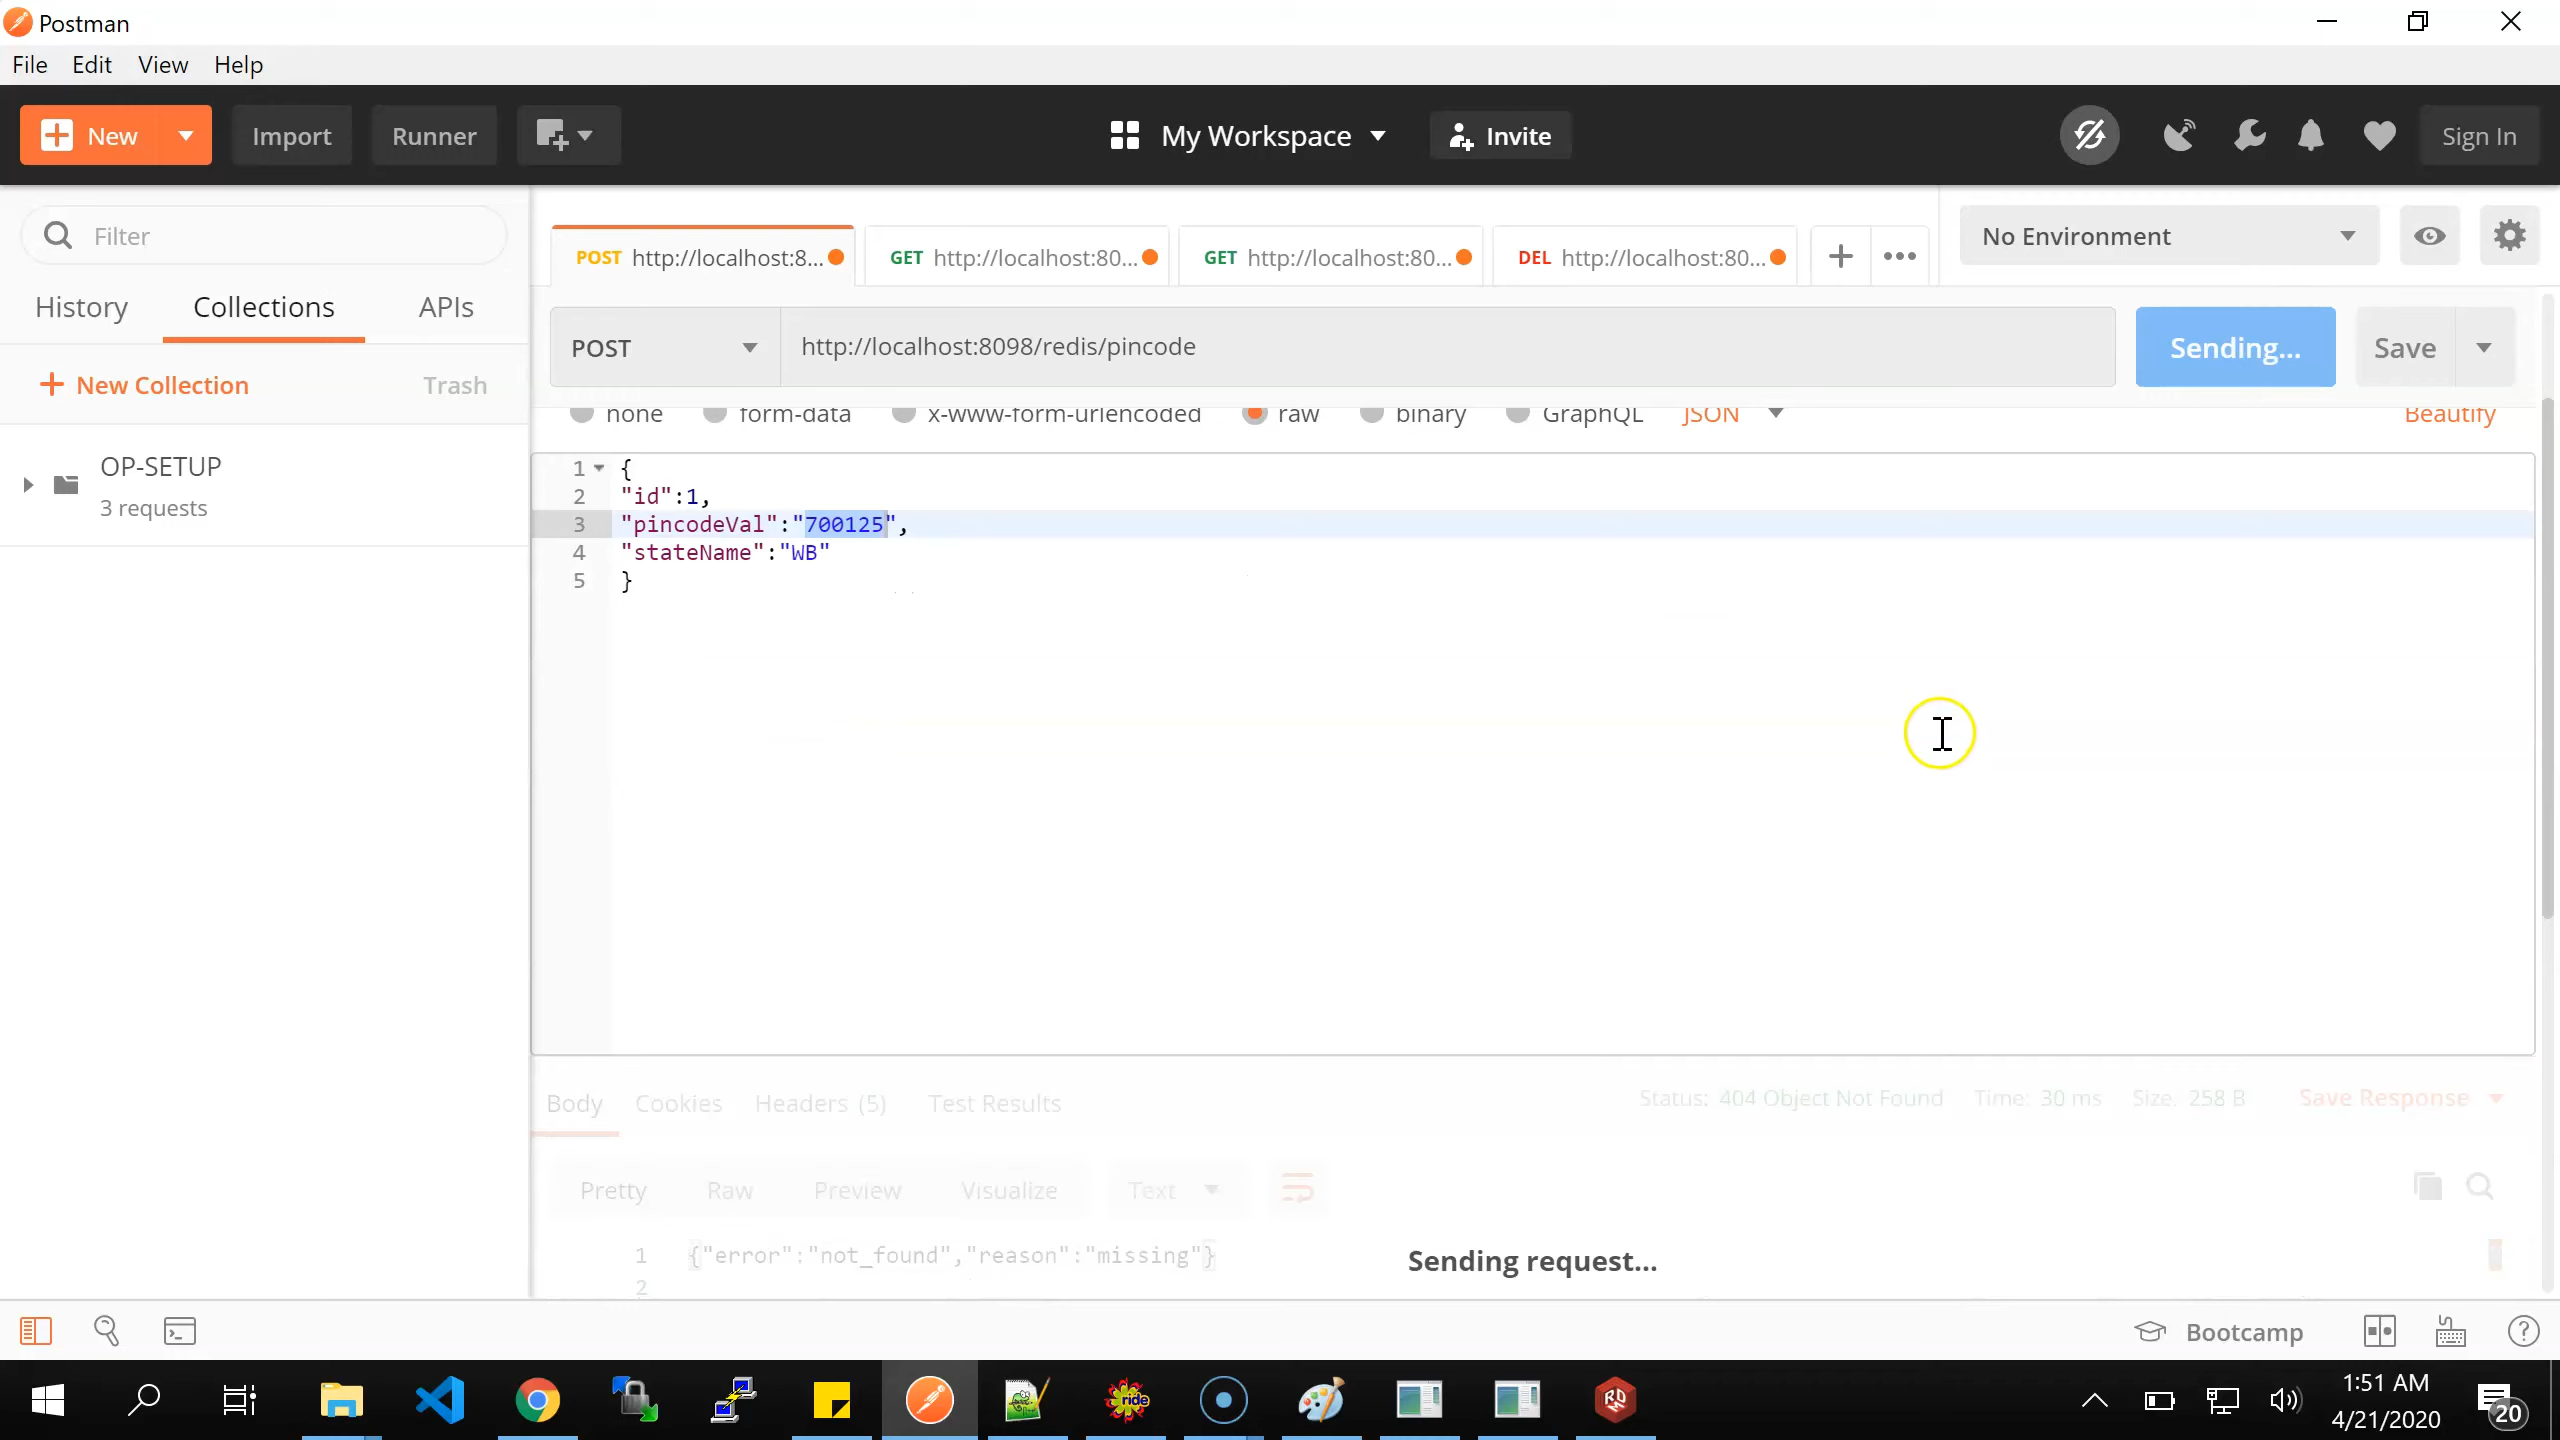 Postman
File Edit View Help
New Import Runner My Workspace Invite Sign In
Filter
History Collections APIs
New Collection Trash
OP-SETUP
3 requests
POST http://localhost:8... GET http://localhost:80... GET http://localhost:80... DEL http://localhost:80... No Environment
POST http://localhost:8098/redis/pincode Sending... Save
none form-data x-www-form-urlencoded raw binary GraphQL JSON Beautify
1 {
2 "id":1,
3 "pincodeVal":"700125",
4 "stateName":"WB"
5 }
Body Cookies Headers (5) Test Results Status: 404 Object Not Found Time: 30 ms Size: 258 B Save Response
Pretty Raw Preview Visualize Text
1 {"error":"not_found","reason":"missing"}
2
Sending request...
Bootcamp
ride
1:51 AM
4/21/2020
20